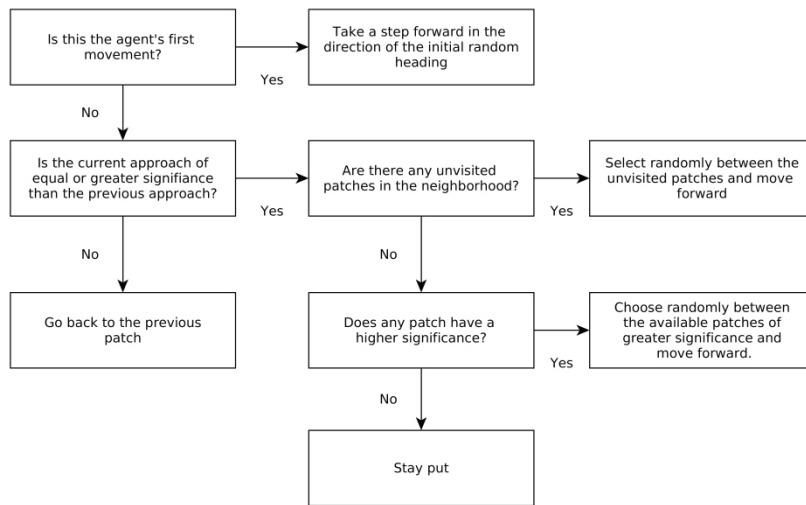 Is this the agent's first
movement?
Yes
Take a step forward in the
direction of the initial random
heading
No
Is the current approach of
equal or greater signifiance
than the previous approach?
Yes
Are there any unvisited
patches in the neighborhood?
Yes
Select randomly between the
unvisited patches and move
forward
No
No
Go back to the previous
patch
Does any patch have a
higher significance?
Yes
Choose randomly between
the available patches of
greater significance and
move forward.
No
Stay put